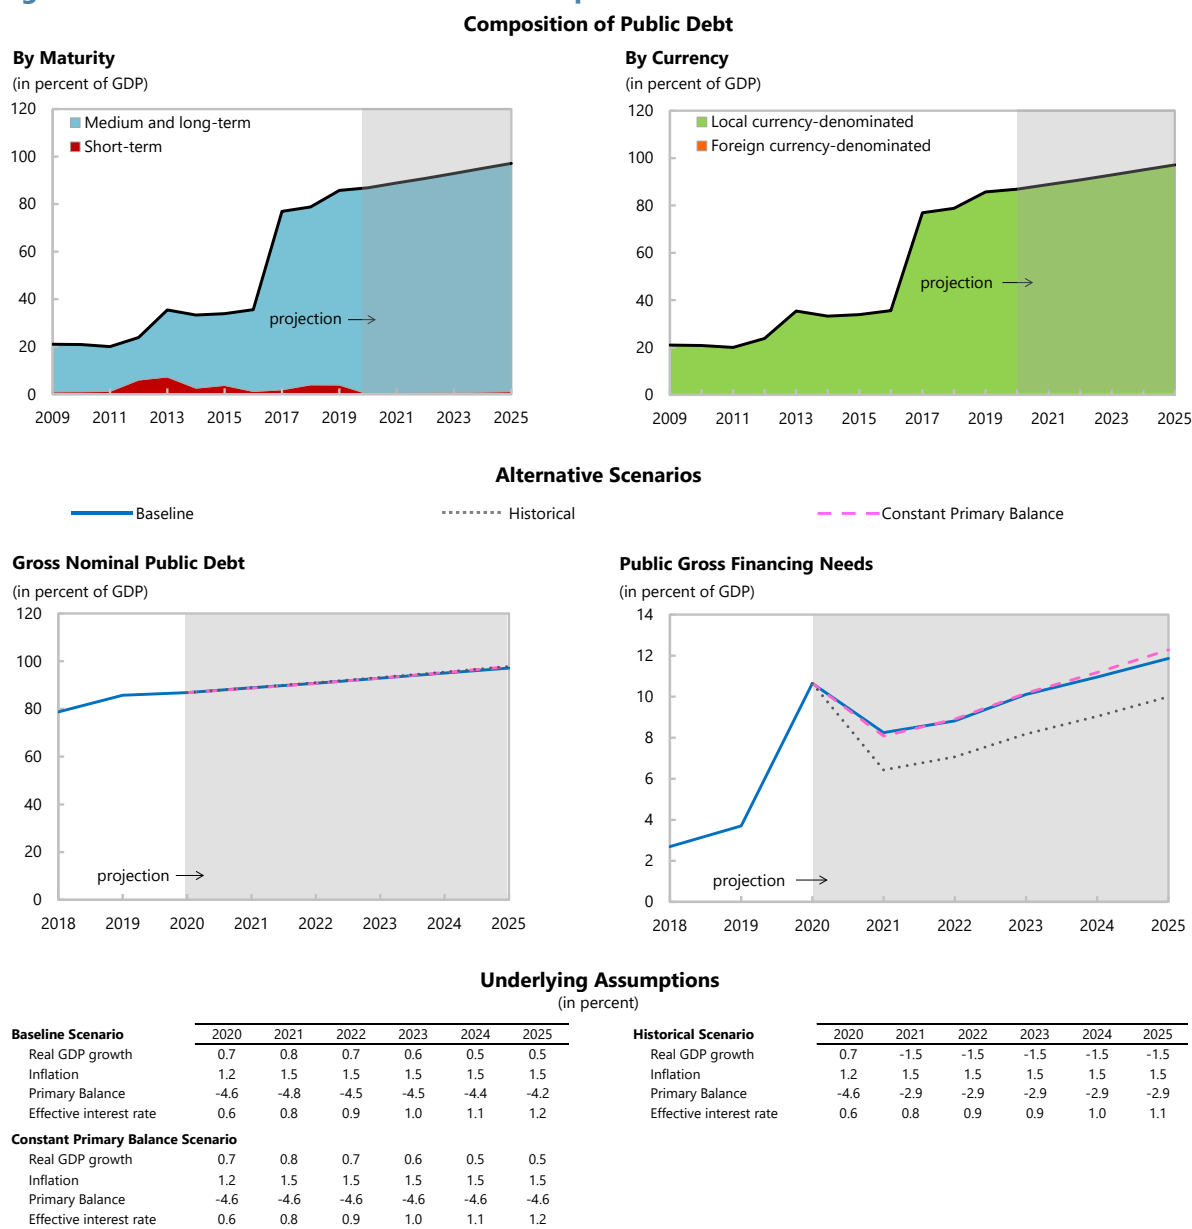 Composition of Public Debt
By Maturity
(in percent of GDP)
120
100
80
60
40
20
0
Medium and long-term
Short-term
projection
2009 2011 2013 2015 2017 2019 2021 2023 2025
By Currency
(in percent of GDP)
120
100
80
60
40
20
0
Local currency-denominated
Foreign currency-denominated
projection
2009 2011 2013 2015 2017 2019 2021 2023 2025
Alternative Scenarios
Baseline Historical Constant Primary Balance
Gross Nominal Public Debt
(in percent of GDP)
120
100
80
60
40
20
0
projection
2018 2019 2020 2021 2022 2023 2024 2025
Public Gross Financing Needs
(in percent of GDP)
14
12
10
8
6
4
2
0
projection
2018 2019 2020 2021 2022 2023 2024 2025
Underlying Assumptions
(in percent)
Baseline Scenario 2020 2021 2022 2023 2024 2025
Real GDP growth 0.7 0.8 0.7 0.6 0.5 0.5
Inflation 1.2 1.5 1.5 1.5 1.5 1.5
Primary Balance -4.6 -4.8 -4.5 -4.5 -4.4 -4.2
Effective interest rate 0.6 0.8 0.9 1.0 1.1 1.2
Constant Primary Balance Scenario
Real GDP growth 0.7 0.8 0.7 0.6 0.5 0.5
Inflation 1.2 1.5 1.5 1.5 1.5 1.5
Primary Balance -4.6 -4.6 -4.6 -4.6 -4.6 -4.6
Effective interest rate 0.6 0.8 0.9 1.0 1.1 1.2
Historical Scenario 2020 2021 2022 2023 2024 2025
Real GDP growth 0.7 -1.5 -1.5 -1.5 -1.5 -1.5
Inflation 1.2 1.5 1.5 1.5 1.5 1.5
Primary Balance -4.6 -2.9 -2.9 -2.9 -2.9 -2.9
Effective interest rate 0.6 0.8 0.9 0.9 1.0 1.1